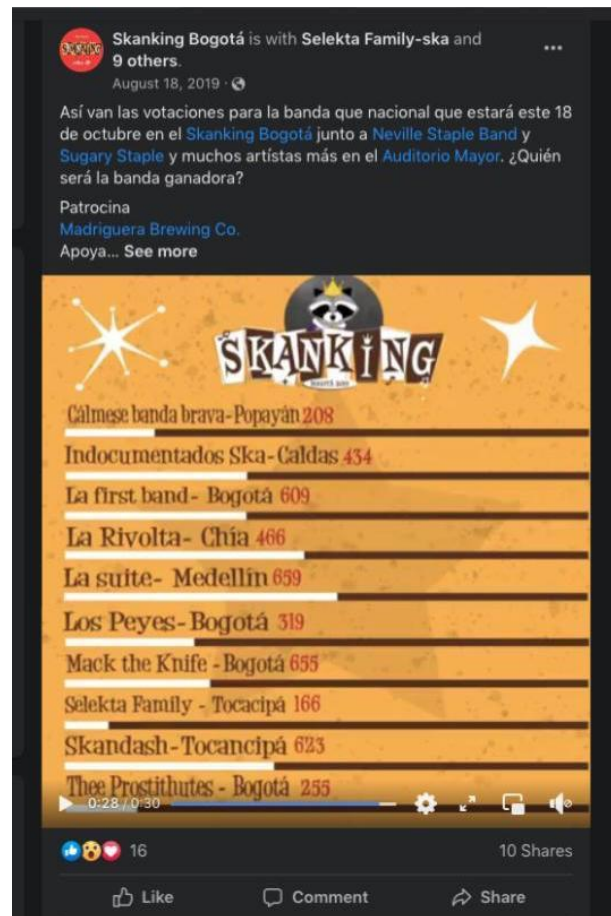 Skanking Bogotá is with Selekta Family-ska and
9 others.
August 18, 2019 ·
Así van las votaciones para la banda que nacional que estará este 18
de octubre en el Skanking Bogotá junto a Neville Staple Band y
Sugary Staple y muchos artístas más en el Auditorio Mayor. ¿Quién
será la banda ganadora?
Patrocina
Madriguera Brewing Co.
Apoya... See more
SKANKING
Cálmese banda brava-Popayán 208
Indocumentados Ska-Caldas 434
La first band- Bogotá 609
La Rivolta- Chía 466
La suite- Medellín 659
Los Peyes-Bogotá 319
Mack the Knife -Bogotá 655
Selekta Family - Tocacipá 166
Skandash-Tocancipá 623
Thee Prostithutes - Bogotá 255
0:28 / 0:30
16
10 Shares
Like
Comment
Share